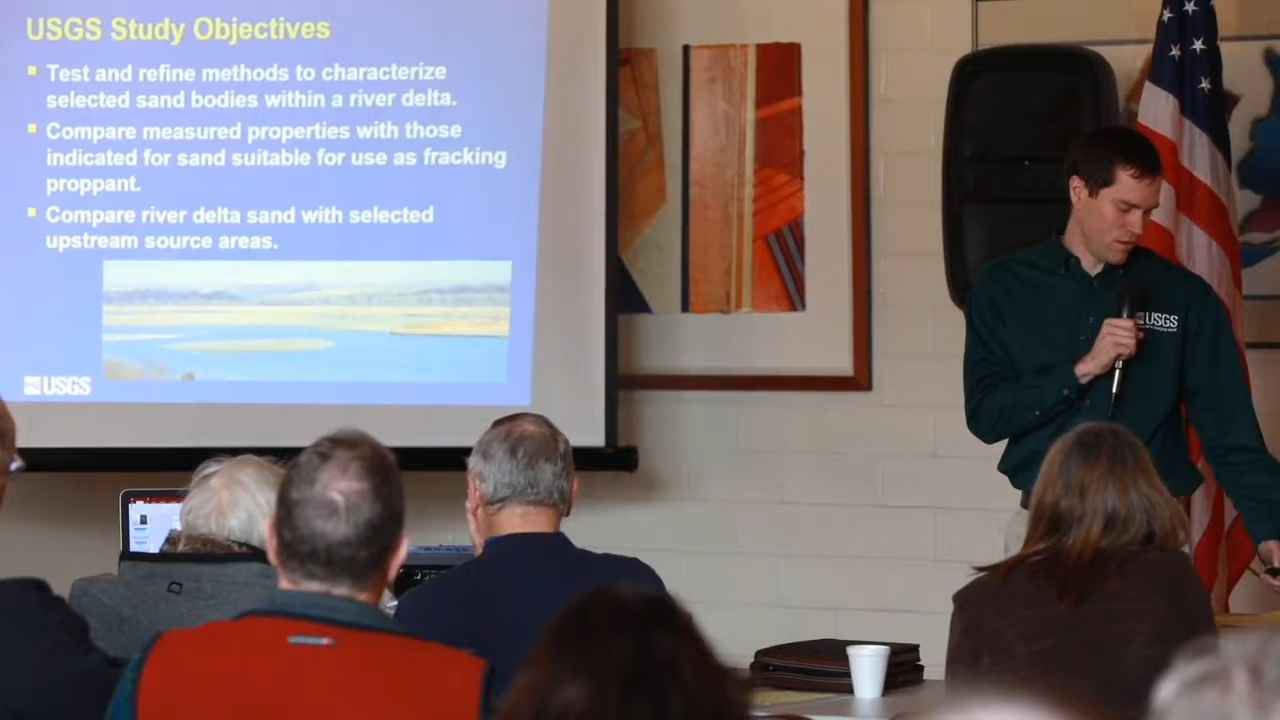 USGS Study Objectives
Test and refine methods to characterize
selected sand bodies within a river delta.
Compare measured properties with those
indicated for sand suitable for use as fracking
proppant.
Compare river delta sand with selected
upstream source areas.
USGS
USGS